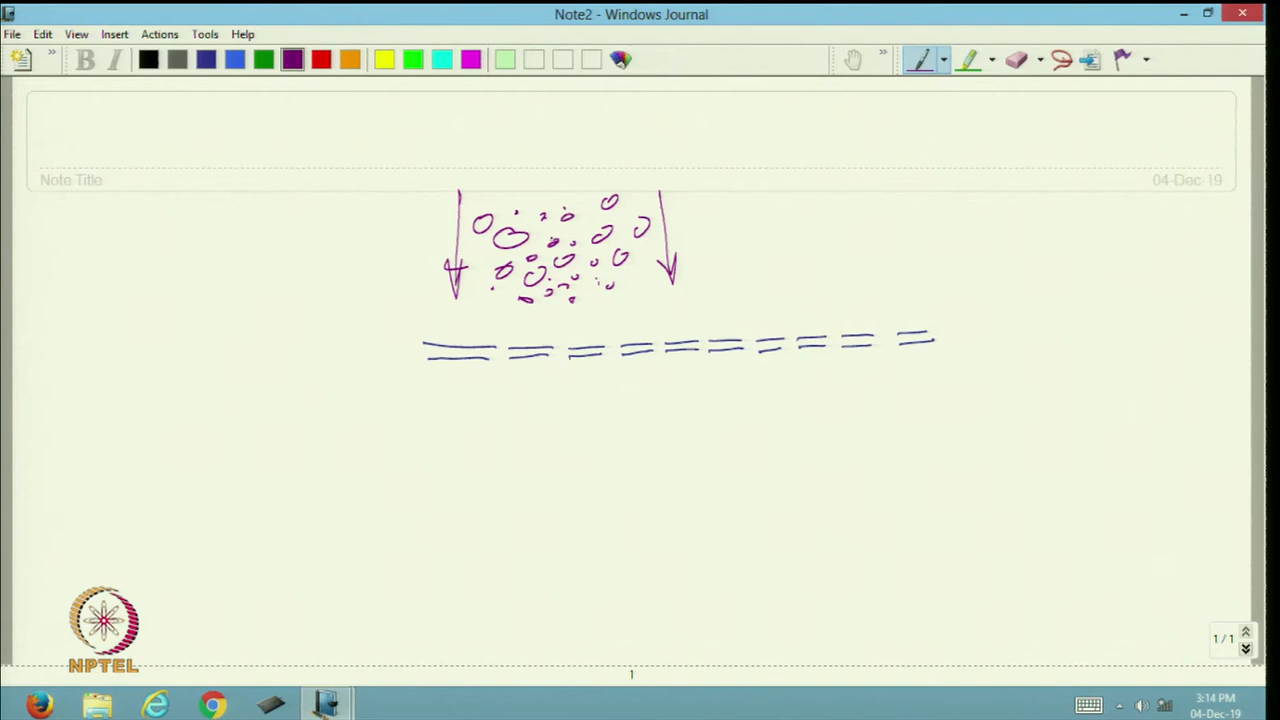 Note2 - Windows Journal
File Edit View Insert Actions Tools Help
B I
Note Title
04-Dec-19
NPTEL
1 / 1
1
3:14 PM
04-Dec-19